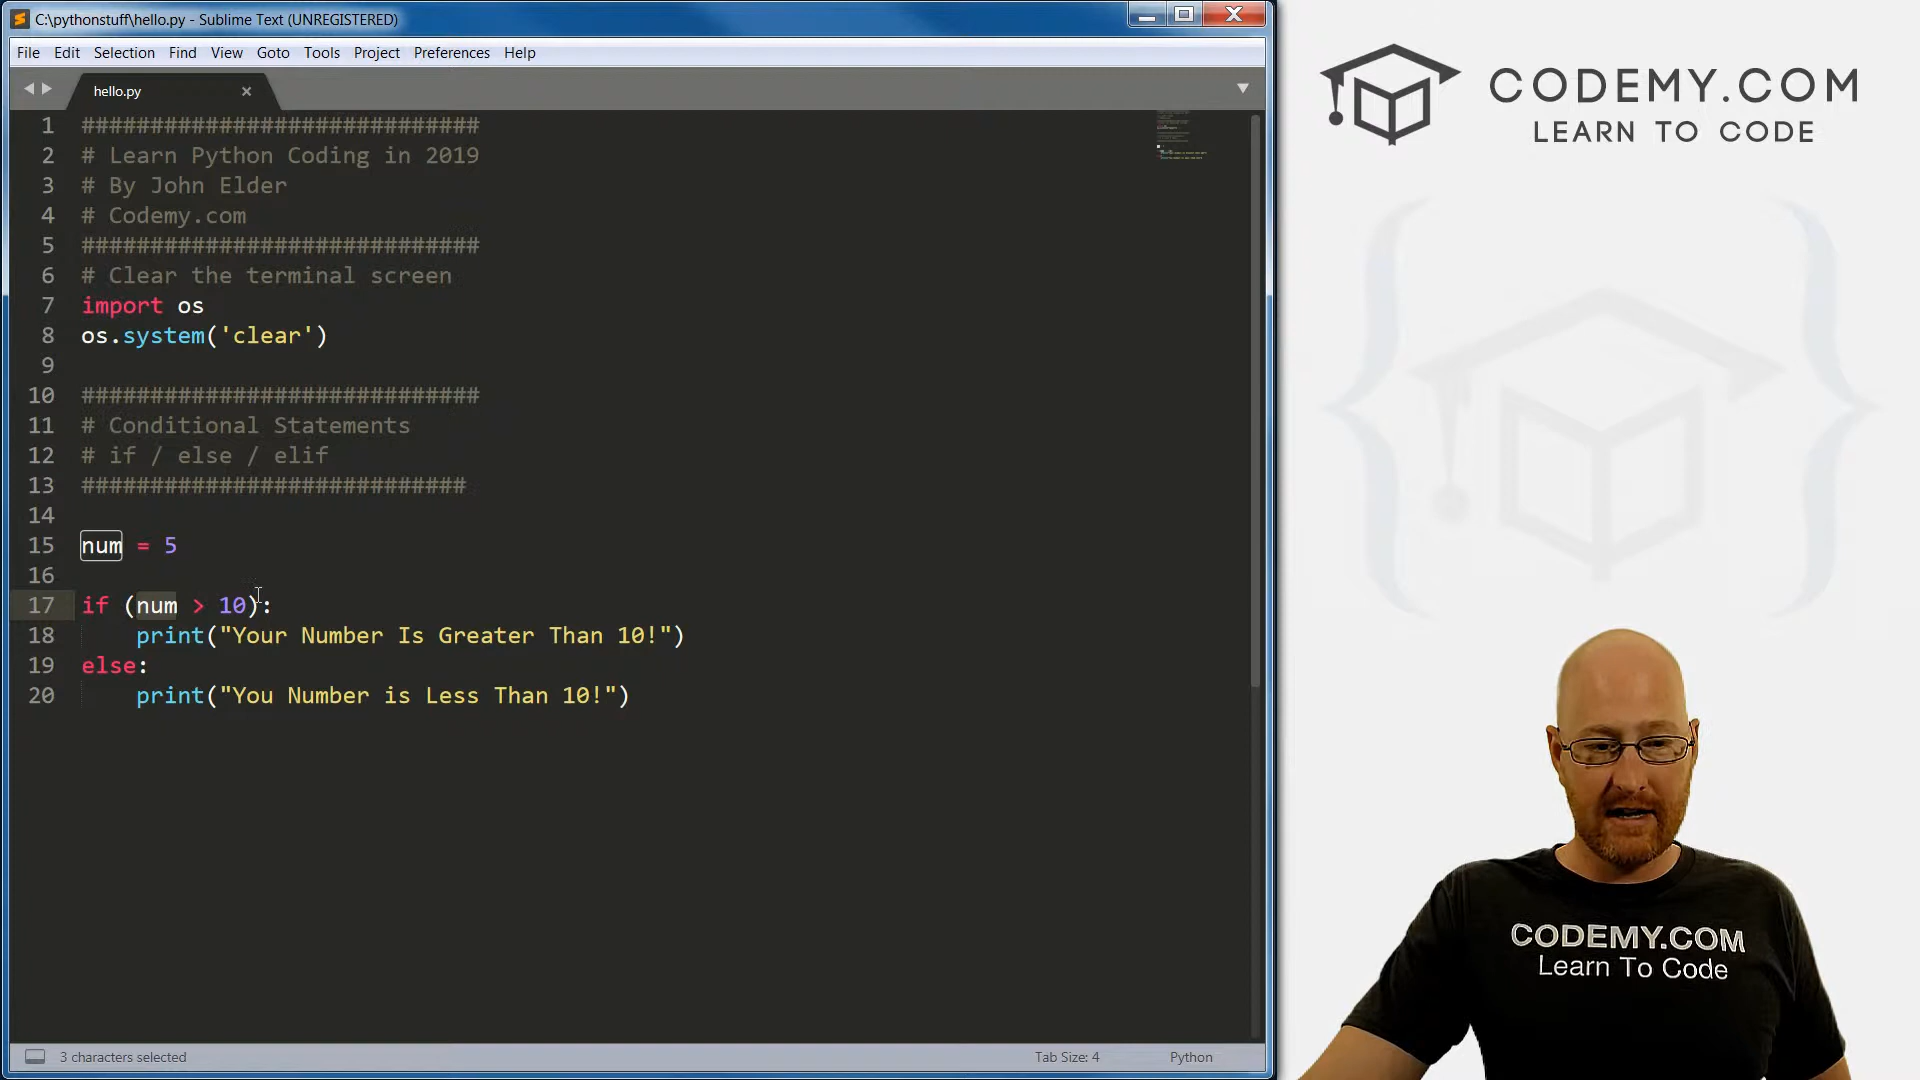 C:\pythonstuff\hello.py - Sublime Text (UNREGISTERED)
File Edit Selection Find View Goto Tools Project Preferences Help
hello.py
1 #############################
2 # Learn Python Coding in 2019
3 # By John Elder
4 # Codemy.com
5 #############################
6 # Clear the terminal screen
7 import os
8 os.system('clear')
9
10 #############################
11 # Conditional Statements
12 # if / else / elif
13 ############################
14
15 num = 5
16
17 if (num > 10):
18 print("Your Number Is Greater Than 10!")
19 else:
20 print("You Number is Less Than 10!")
3 characters selected
Tab Size: 4
Python
CODEMY.COM
LEARN TO CODE
CODEMY.COM
Learn To Code